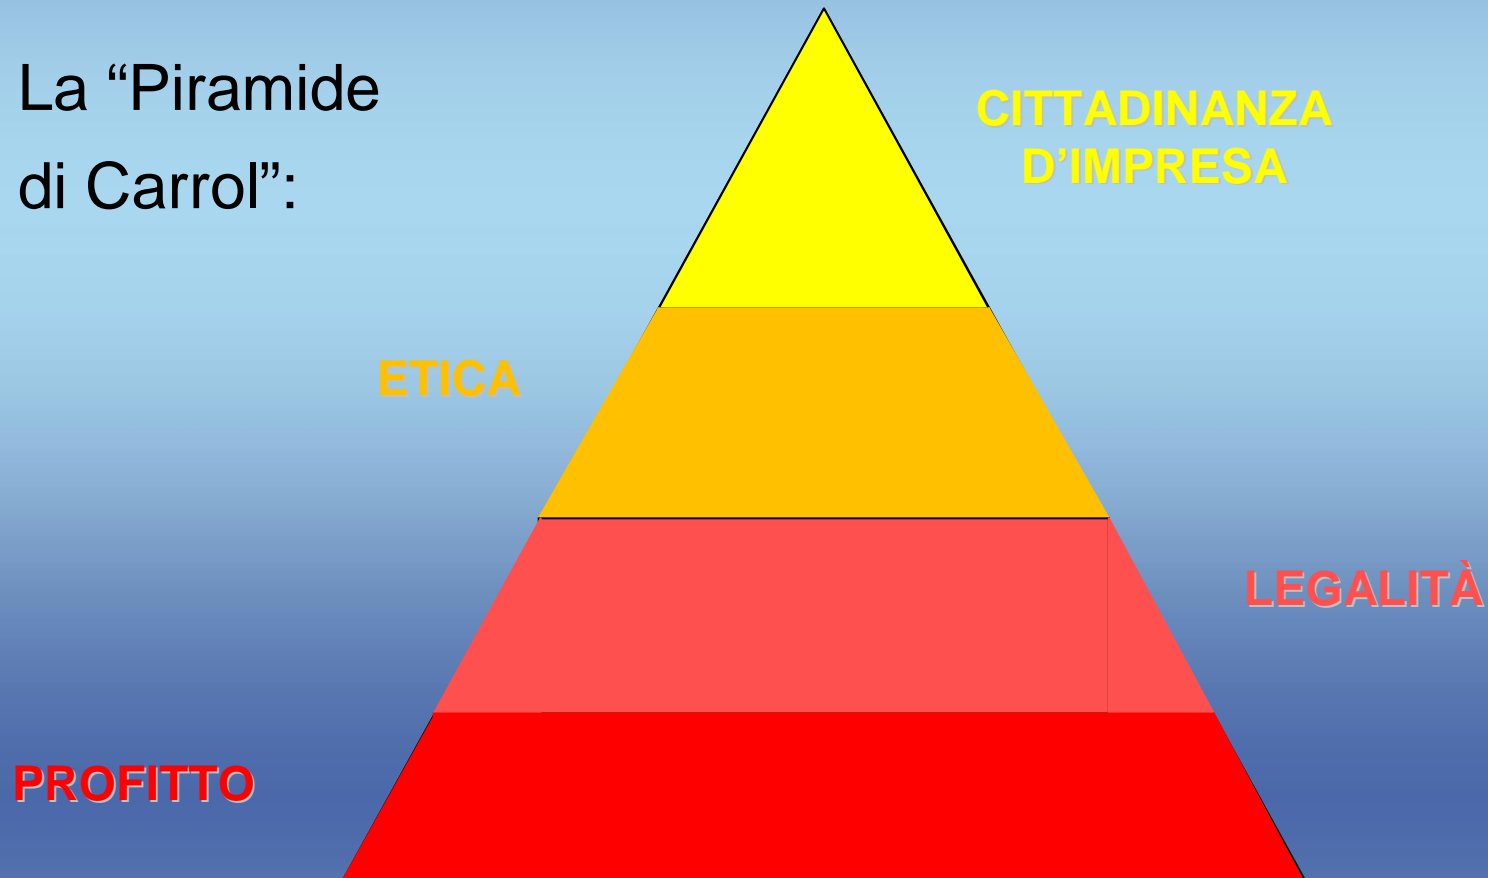 La “Piramide
di Carrol”:
CITTADINANZA
D’IMPRESA
ETICA
LEGALITÀ
PROFITTO